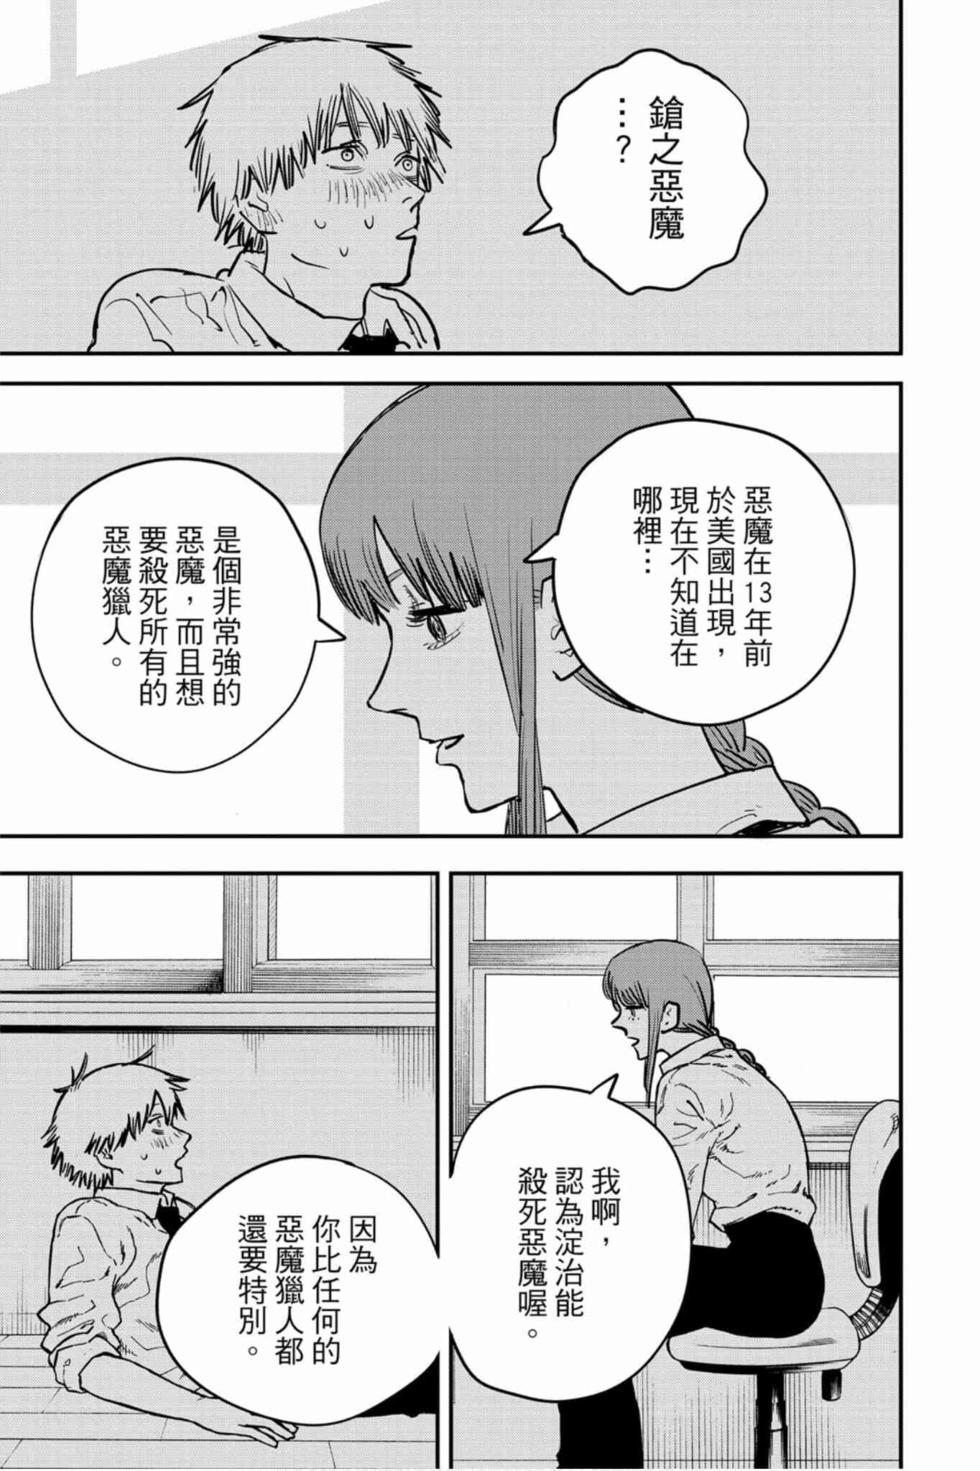 鎗之惡魔
…?
惡魔在13年前
於美國出現，
現在不知道在
哪裡…
是個非常強的
惡魔，而且想
要殺死所有的
惡魔獵人。
我啊，
認為淀治能
殺死惡魔喔。
因為
你比任何的
惡魔獵人都
還要特別。